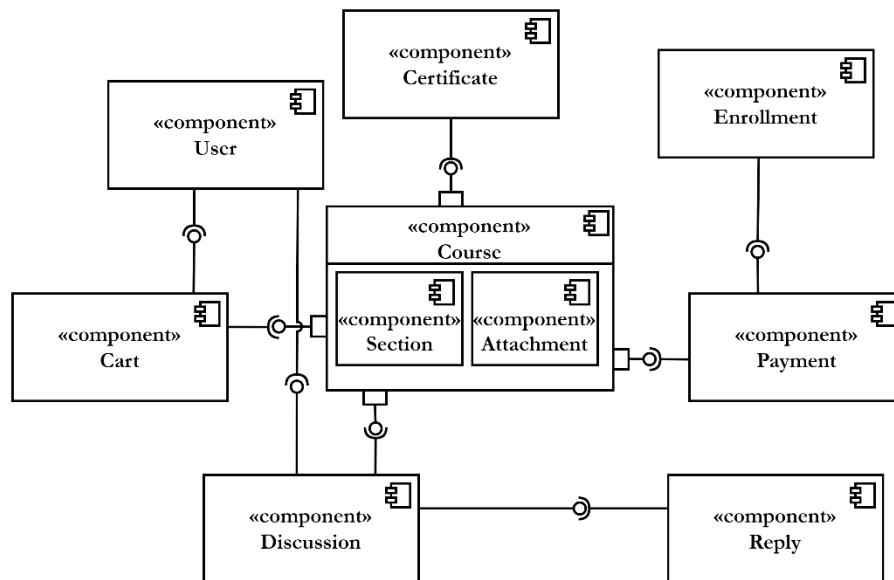 «component»
Certificate
«component»
User
«component»
Enrollment
«component»
Course
«component»
Section
«component»
Attachment
«component»
Cart
«component»
Payment
«component»
Discussion
«component»
Reply